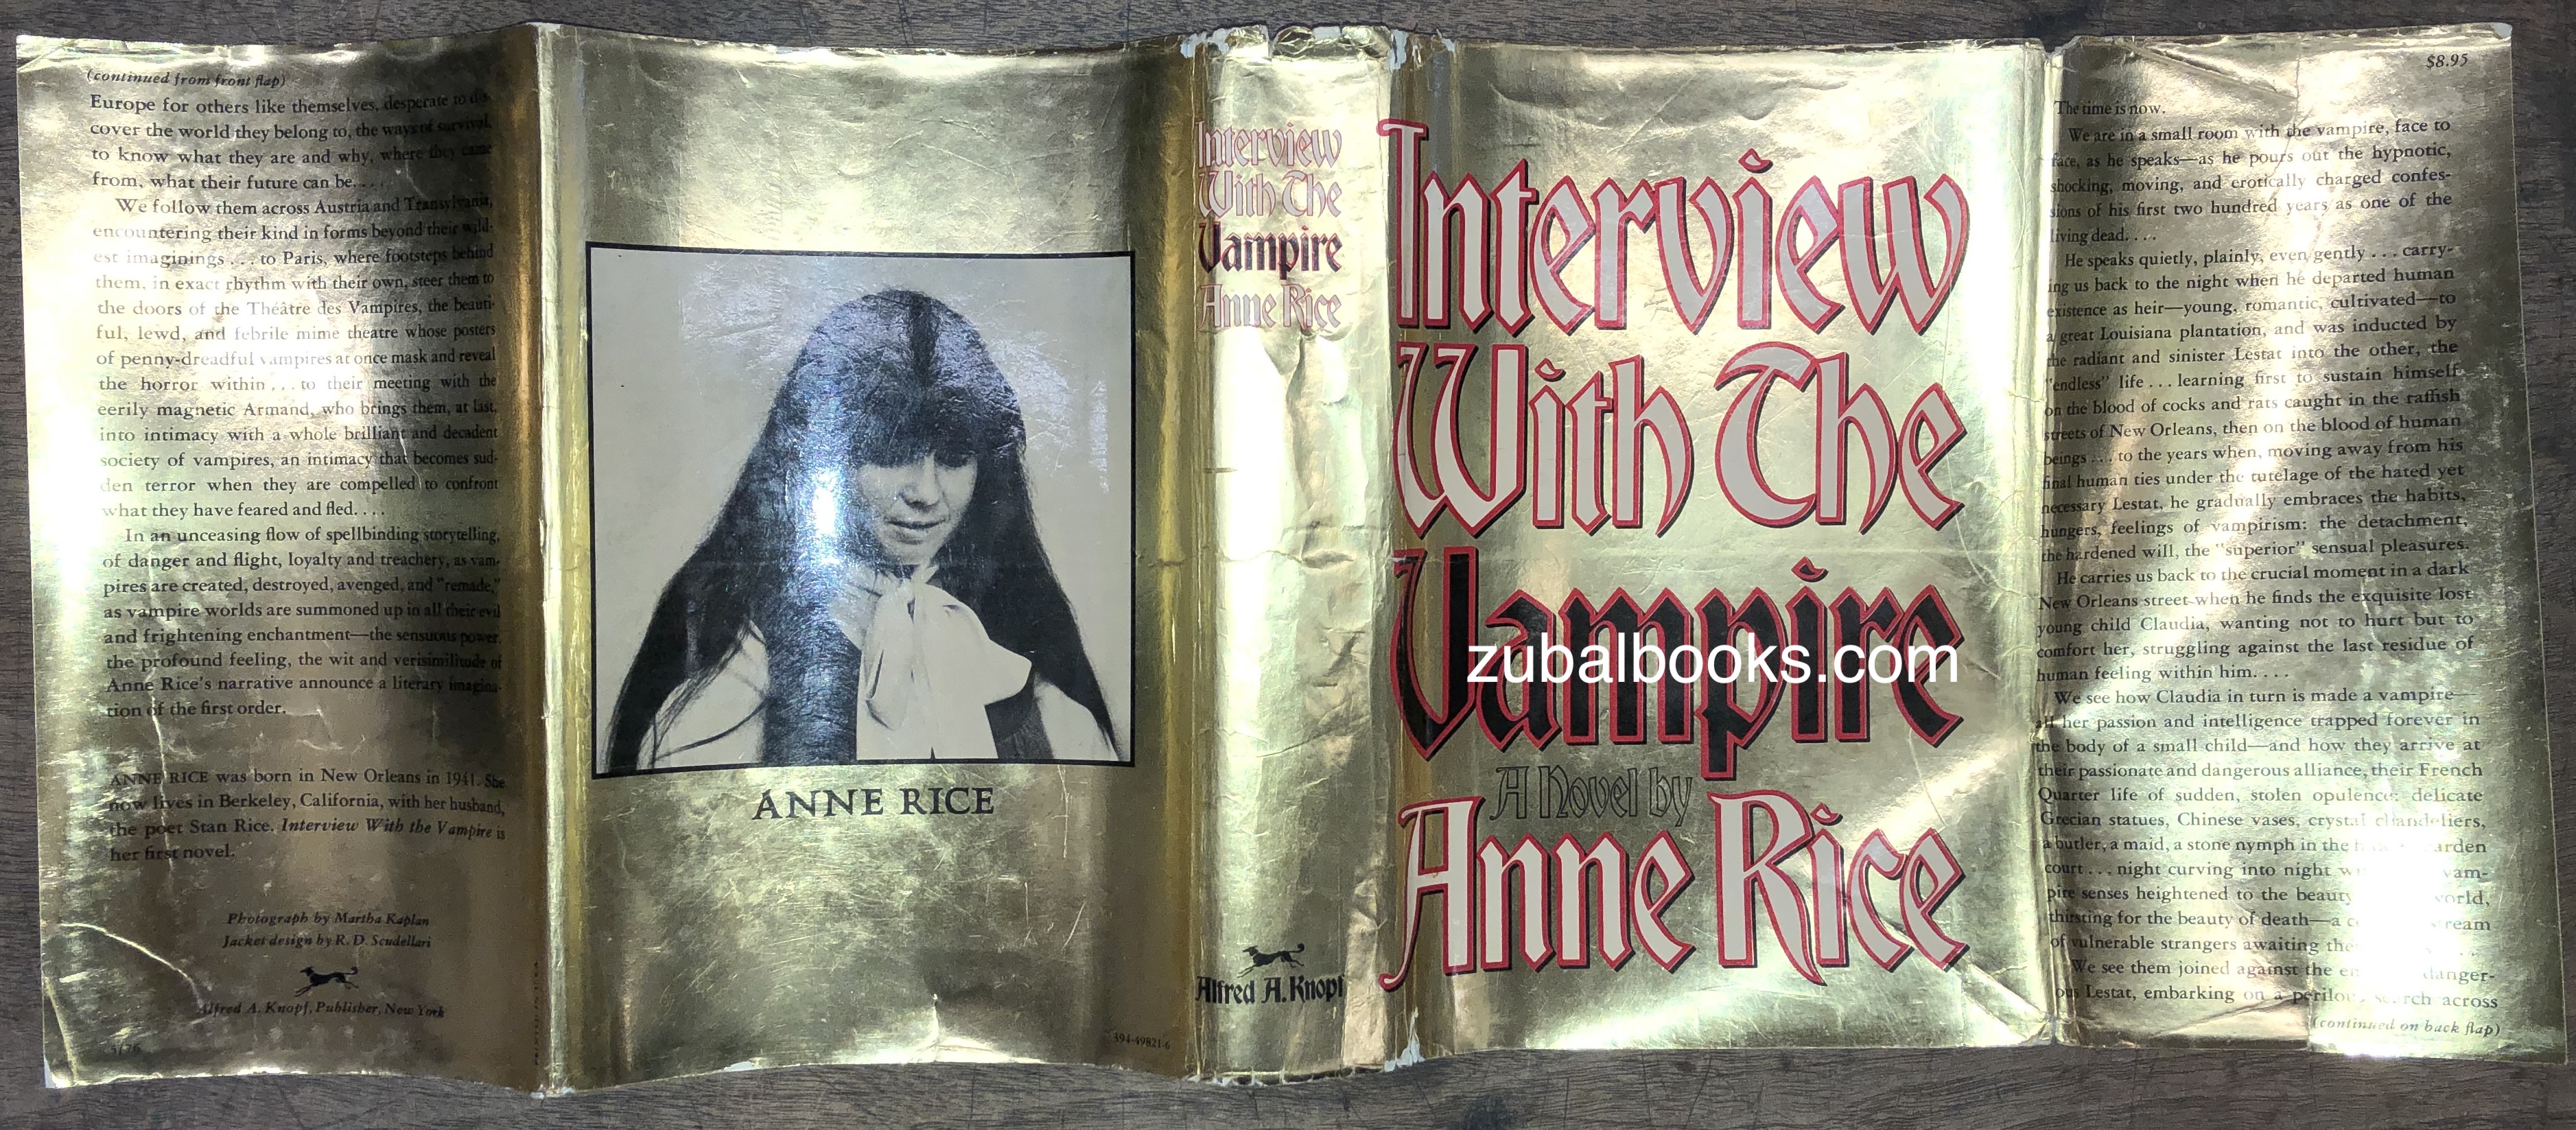 (continued from front flap)
Europe for others like themselves, desperate to dis-
cover the world they belong to, the ways of survival,
to know what they are and why, where they came
from, what their future can be. . . .
We follow them across Austria and Transylvania,
encountering their kind in forms beyond their wild-
est imaginings . . . to Paris, where footsteps behind
them, in exact rhythm with their own, steer them to
the doors of the Théâtre des Vampires, the beauti-
ful, lewd, and febrile mime theatre whose posters
of penny-dreadful vampires at once mask and reveal
the horror within . . . to their meeting with the
eerily magnetic Armand, who brings them, at last,
into intimacy with a whole brilliant and decadent
society of vampires, an intimacy that becomes sud-
den terror when they are compelled to confront
what they have feared and fled. . . .
In an unceasing flow of spellbinding storytelling,
of danger and flight, loyalty and treachery, as vam-
pires are created, destroyed, avenged, and "remade,"
as vampire worlds are summoned up in all their evil
and frightening enchantment—the sensuous power,
the profound feeling, the wit and verisimilitude of
Anne Rice's narrative announce a literary imagina-
tion of the first order.
ANNE RICE was born in New Orleans in 1941. She
now lives in Berkeley, California, with her husband,
the poet Stan Rice. Interview With the Vampire is
her first novel.
Photograph by Martha Kaplan
Jacket design by R. D. Scudellari
Alfred A. Knopf, Publisher, New York
5/76
ANNE RICE
394-49821-6
Interview
With The
Vampire
Anne Rice
Alfred A. Knopf
Interview
With The
Vampire
A Novel by
Anne Rice
zubalbooks.com
$8.95
The time is now.
We are in a small room with the vampire, face to
face, as he speaks—as he pours out the hypnotic,
shocking, moving, and erotically charged confes-
sions of his first two hundred years as one of the
living dead. . . .
He speaks quietly, plainly, even gently . . . carry-
ing us back to the night when he departed human
existence as heir—young, romantic, cultivated—to
a great Louisiana plantation, and was inducted by
the radiant and sinister Lestat into the other, the
"endless" life . . . learning first to sustain himself
on the blood of cocks and rats caught in the raffish
streets of New Orleans, then on the blood of human
beings . . . to the years when, moving away from his
final human ties under the tutelage of the hated yet
necessary Lestat, he gradually embraces the habits,
hungers, feelings of vampirism: the detachment,
the hardened will, the "superior" sensual pleasures.
He carries us back to the crucial moment in a dark
New Orleans street when he finds the exquisite lost
young child Claudia, wanting not to hurt but to
comfort her, struggling against the last residue of
human feeling within him. . . .
We see how Claudia in turn is made a vampire—
all her passion and intelligence trapped forever in
the body of a small child—and how they arrive at
their passionate and dangerous alliance, their French
Quarter life of sudden, stolen opulence: delicate
Grecian statues, Chinese vases, crystal chandeliers,
a butler, a maid, a stone nymph in the
court . . . night curving into night vam-
pire senses heightened to the beauty world,
thirsting for the beauty of death—a
of vulnerable strangers awaiting
We see them joined against the danger-
ous Lestat, embarking on a perilous search across
(continued on back flap)